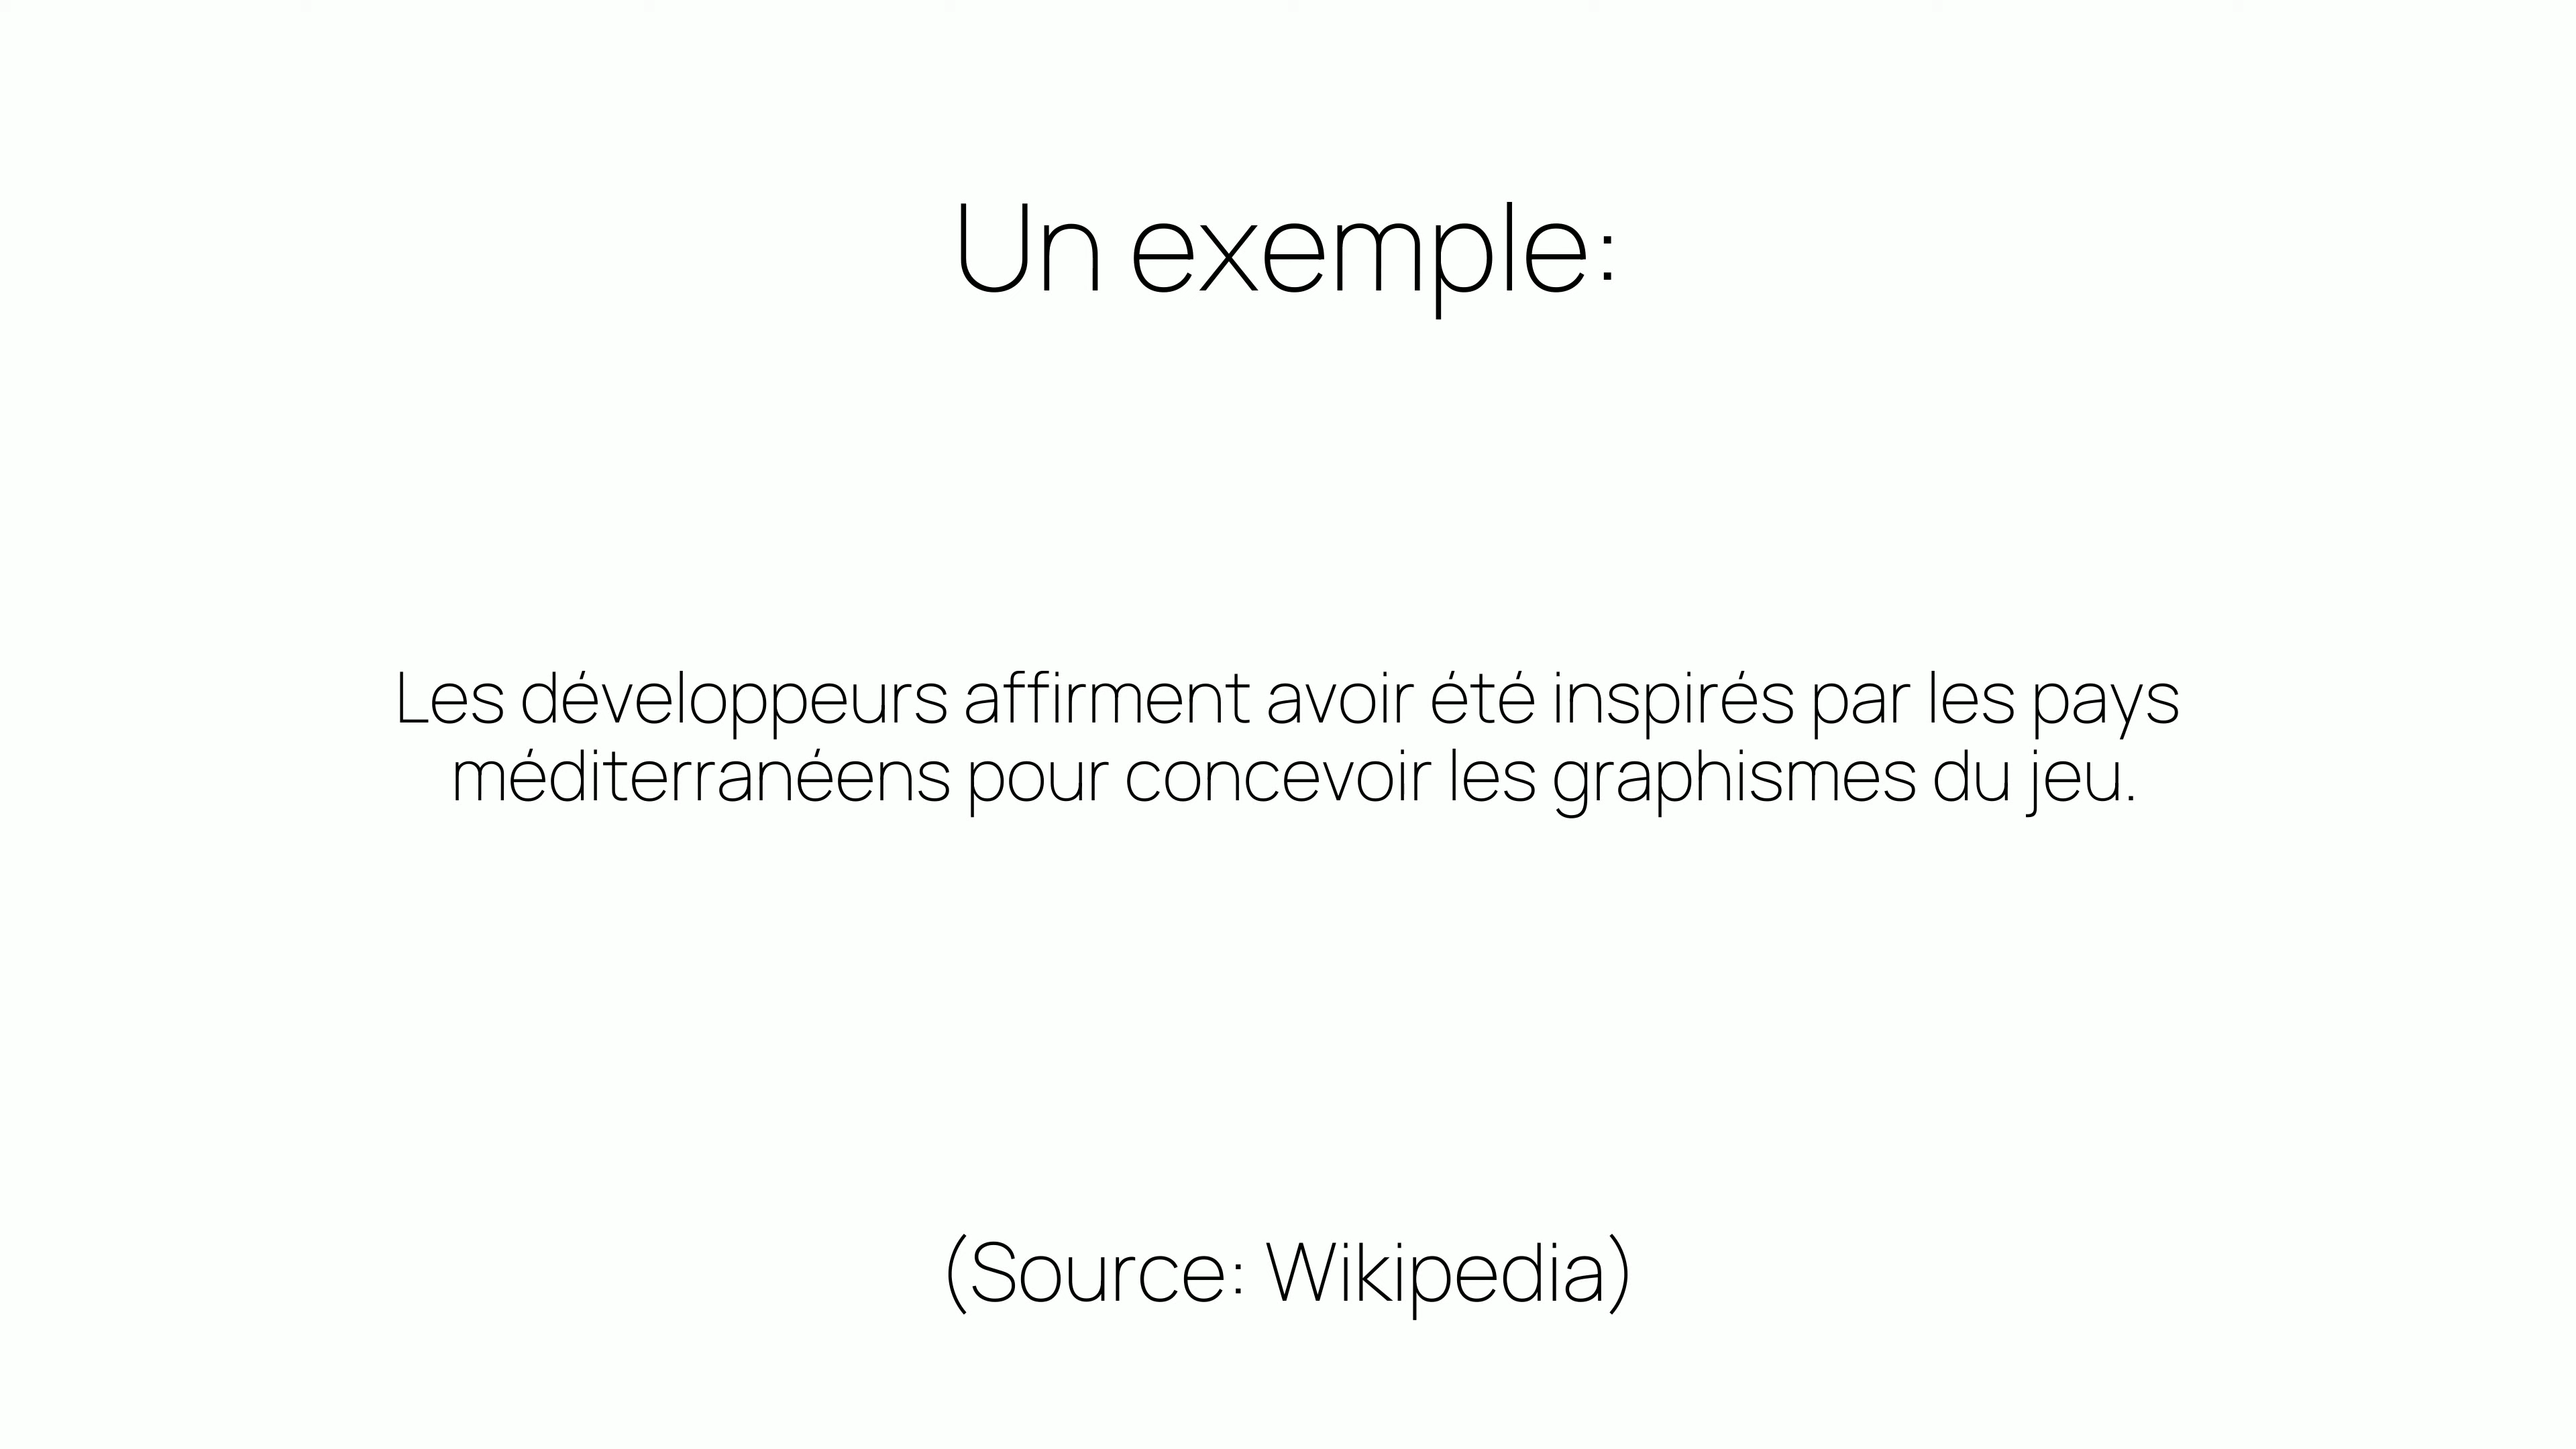 Un exemple:
Les développeurs affirment avoir été inspirés par les pays
méditerranéens pour concevoir les graphismes du jeu.
(Source: Wikipedia)